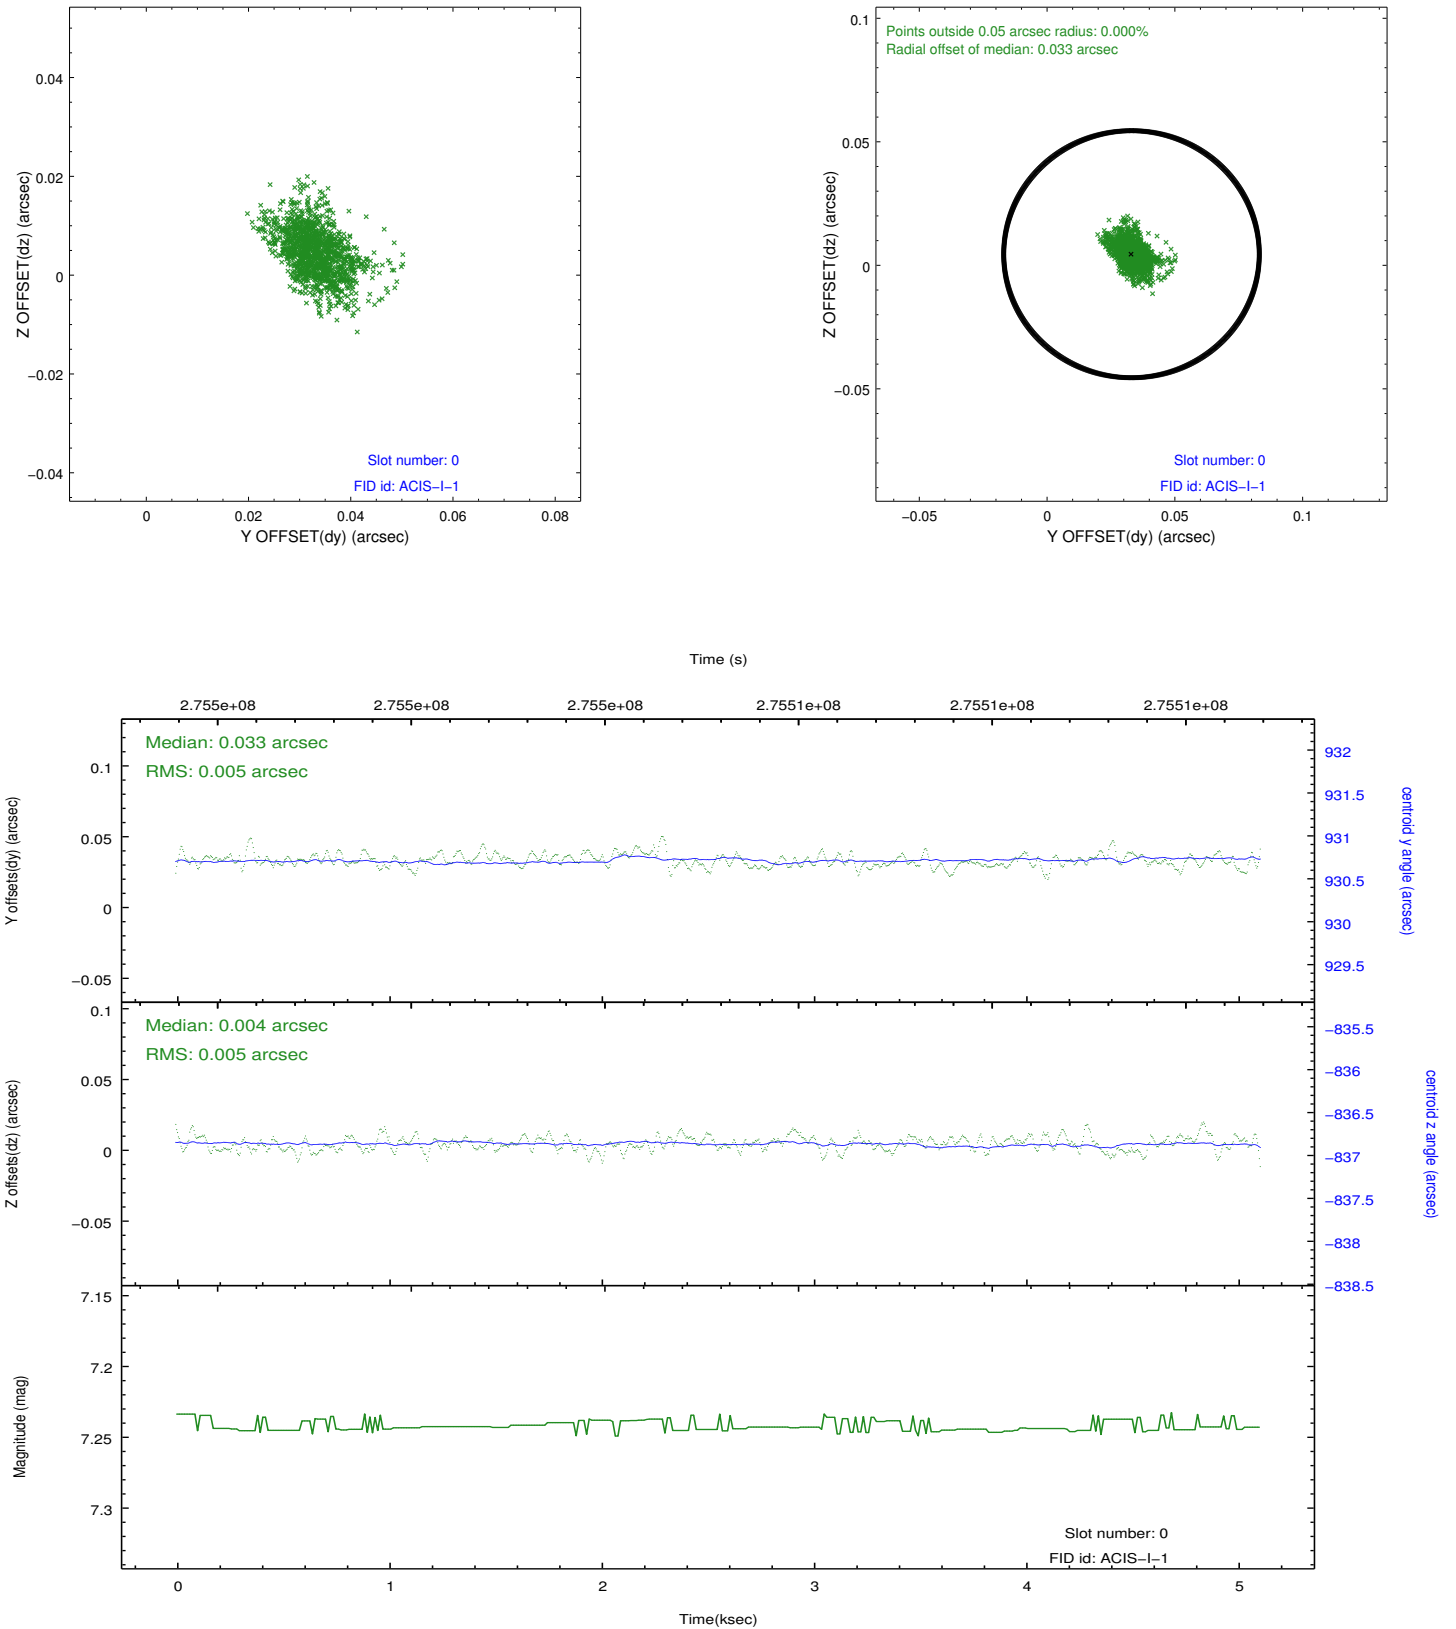 0.04
0.02
0
−0.02
−0.04
Z OFFSET(dz) (arcsec)
Slot number: 0
FID id: ACIS−I−1
0
0.02
0.04
0.06
0.08
Y OFFSET(dy) (arcsec)
Points outside 0.05 arcsec radius: 0.000%
Radial offset of median: 0.033 arcsec
0.1
0.05
0
−0.05
Z OFFSET(dz) (arcsec)
Slot number: 0
FID id: ACIS−I−1
−0.05
0
0.05
0.1
Y OFFSET(dy) (arcsec)
Time (s)
2.755e+08
2.755e+08
2.755e+08
2.7551e+08
2.7551e+08
2.7551e+08
Median: 0.033 arcsec
RMS: 0.005 arcsec
0.1
0.05
0
−0.05
Y offsets(dy) (arcsec)
932
931.5
931
930.5
930
929.5
centroid y angle (arcsec)
Median: 0.004 arcsec
RMS: 0.005 arcsec
0.1
0.05
0
−0.05
Z offsets(dz) (arcsec)
−835.5
−836
−836.5
−837
−837.5
−838
−838.5
centroid z angle (arcsec)
7.15
7.2
7.25
7.3
Magnitude (mag)
Slot number: 0
FID id: ACIS−I−1
0
1
2
3
4
5
Time(ksec)